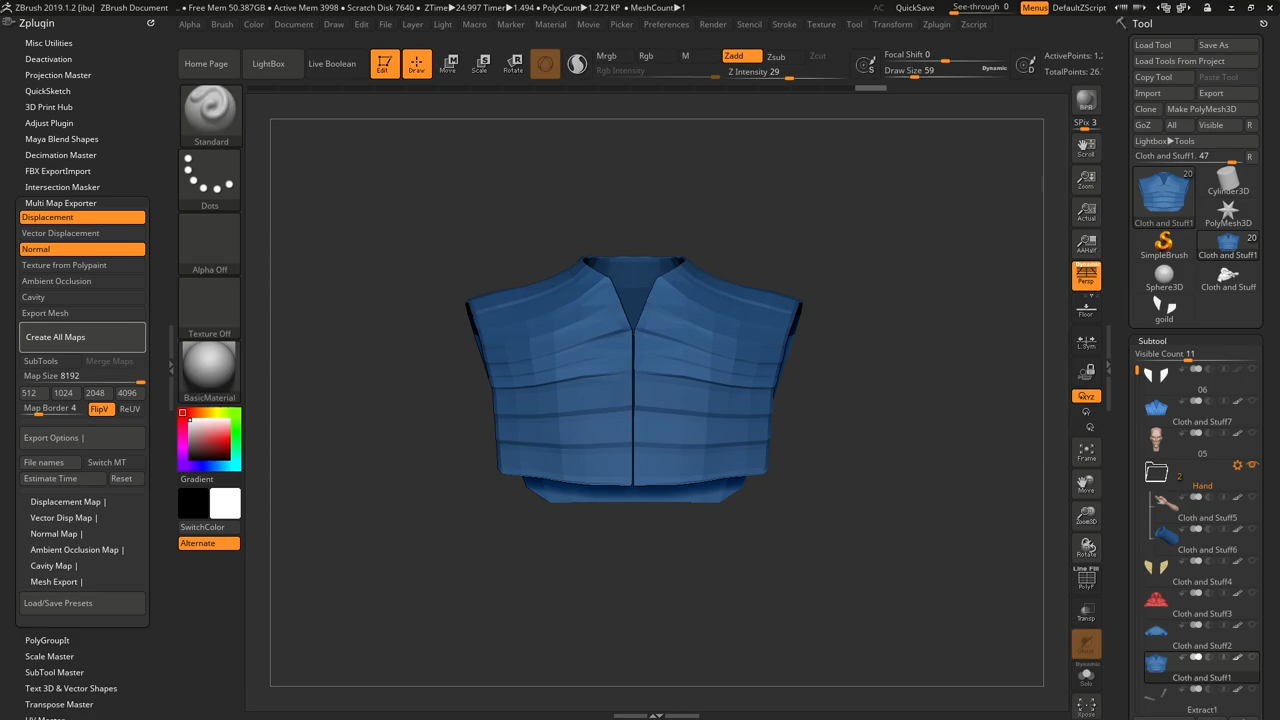 ZBrush 2019.1.2 [ibu] ZBrush Document .. • Free Mem 50.387GB • Active Mem 3998 • Scratch Disk 7640 • ZTime▶24.997 Timer▶1.494 • PolyCount▶1.272 KP • MeshCount▶1
AC QuickSave See-through 0 Menus DefaultZScript
Zplugin
Alpha Brush Color Document Draw Edit File Layer Light Macro Marker Material Movie Picker Preferences Render Stencil Stroke Texture Tool Transform Zplugin Zscript
Tool
Misc Utilities
Deactivation
Projection Master
QuickSketch
3D Print Hub
Adjust Plugin
Maya Blend Shapes
Decimation Master
FBX ExportImport
Intersection Masker
Multi Map Exporter
Displacement
Vector Displacement
Normal
Texture from Polypaint
Ambient Occlusion
Cavity
Export Mesh
Create All Maps
SubTools Merge Maps
Map Size 8192
512 1024 2048 4096
Map Border 4 FlipV ReUV
Export Options |
File names Switch MT
Estimate Time Reset
Displacement Map |
Vector Disp Map |
Normal Map |
Ambient Occlusion Map |
Cavity Map |
Mesh Export |
Load/Save Presets
PolyGroupIt
Scale Master
SubTool Master
Text 3D & Vector Shapes
Transpose Master
Home Page LightBox Live Boolean
Edit Draw Move Scale Rotate
Mrgb Rgb M
Rgb Intensity
Zadd Zsub Zcut
Z Intensity 29
S
Focal Shift 0
Draw Size 59 Dynamic
D
ActivePoints: 1,2
TotalPoints: 26.
Standard
Dots
Alpha Off
Texture Off
BasicMaterial
Gradient
SwitchColor
Alternate
BPR
SPix 3
Scroll
Zoom
Actual
AAHalf
Dynamic
Persp
Floor
L.Sym
XYZ
Frame
Move
Zoom3D
Rotate
Line Fill
PolyF
Transp
Dynamic
Solo
Xpose
Load Tool Save As
Load Tools From Project
Copy Tool Paste Tool
Import Export
Clone Make PolyMesh3D
GoZ All Visible R
Lightbox▶Tools
Cloth and Stuff1. 47 R
20
Cloth and Stuff1
Cylinder3D
PolyMesh3D
SimpleBrush
20
Cloth and Stuff1
Sphere3D
Cloth and Stuff
goild
Subtool
Visible Count 11
06
Cloth and Stuff7
05
2
Hand
Cloth and Stuff5
Cloth and Stuff6
Cloth and Stuff4
Cloth and Stuff3
Cloth and Stuff2
Cloth and Stuff1
Extract1